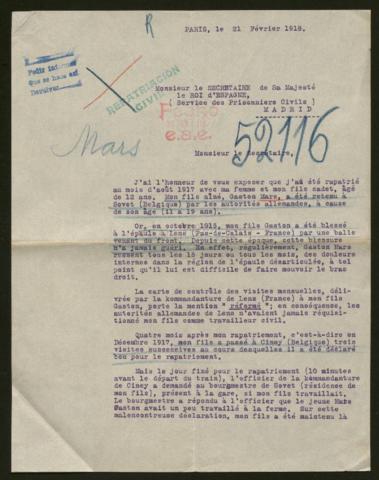 R
PARIS, le 21 Février 1918.
Pedir informes
que se hace así
Monsieur le SECRETAIRE de Sa Majesté
le ROI d'ESPAGNE,
( Service des Prisonniers Civils )
MADRID
REPATRIACION
CIVIL
52116
Mars
Monsieur le Secrétaire,
J'ai l'honneur de vous exposer que j'ai été rapatrié
au mois d'août 1917 avec ma femme et mon fils cadet, âgé
de 12 ans. Mon fils aîné, Gaston Mars, a été retenu à
Sovet (Belgique) par les autorités allemandes, à cause
de son âge (il a 19 ans).
Or, en octobre 1915, mon fils Gaston a été blessé
à l'épaule à Lens (Pas-de-Calais - France) par une balle
venant du front. Depuis cette époque, cette blessure
n'a jamais guéri. En effet, régulièrement, Gaston Mars
ressent tous les 15 jours ou tous les mois, des douleurs
internes dans la région de l'épaule désarticulée, à tel
point qu'il lui est difficile de faire mouvoir le bras
droit.
La carte de contrôle des visites mensuelles, déli-
vrée par la kommandanture de Lens (France) à mon fils
Gaston, porte la mention " réformé "; en conséquence, les
autorités allemandes de Lens n'avaient jamais réquisi-
tionné mon fils comme travailleur civil.
Quatre mois après mon rapatriement, c'est-à-dire en
Décembre 1917, mon fils a passé à Ciney (Belgique) trois
visites successives au cours desquelles il a été déclaré
bon pour le rapatriement.
Mais le jour fixé pour le rapatriement (10 minutes
avant le départ du train), l'officier de la kommandanture
de Ciney a demandé au bourgmestre de Sovet (résidence de
mon fils), présent à la gare, si mon fils travaillait.
Le bourgmestre a répondu à l'officier que le jeune Mars
Gaston avait un peu travaillé à la ferme. Sur cette
malencontreuse déclaration, mon fils a été maintenu là